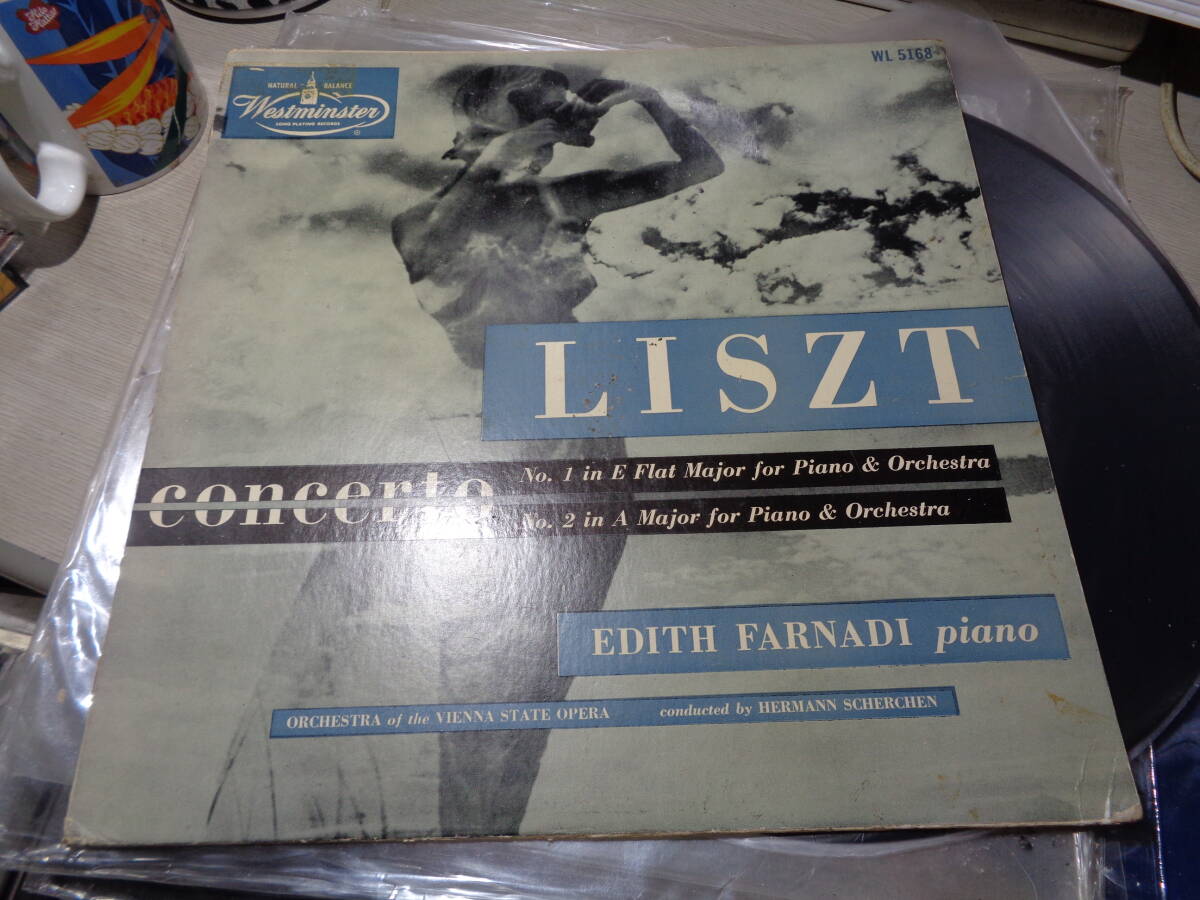 WL 5168
NATURAL BALANCE
Westminster
LONG PLAYING RECORDS
®
LISZT
concerto
No. 1 in E Flat Major for Piano & Orchestra
No. 2 in A Major for Piano & Orchestra
EDITH FARNADI piano
ORCHESTRA of the VIENNA STATE OPERA conducted by HERMANN SCHERCHEN